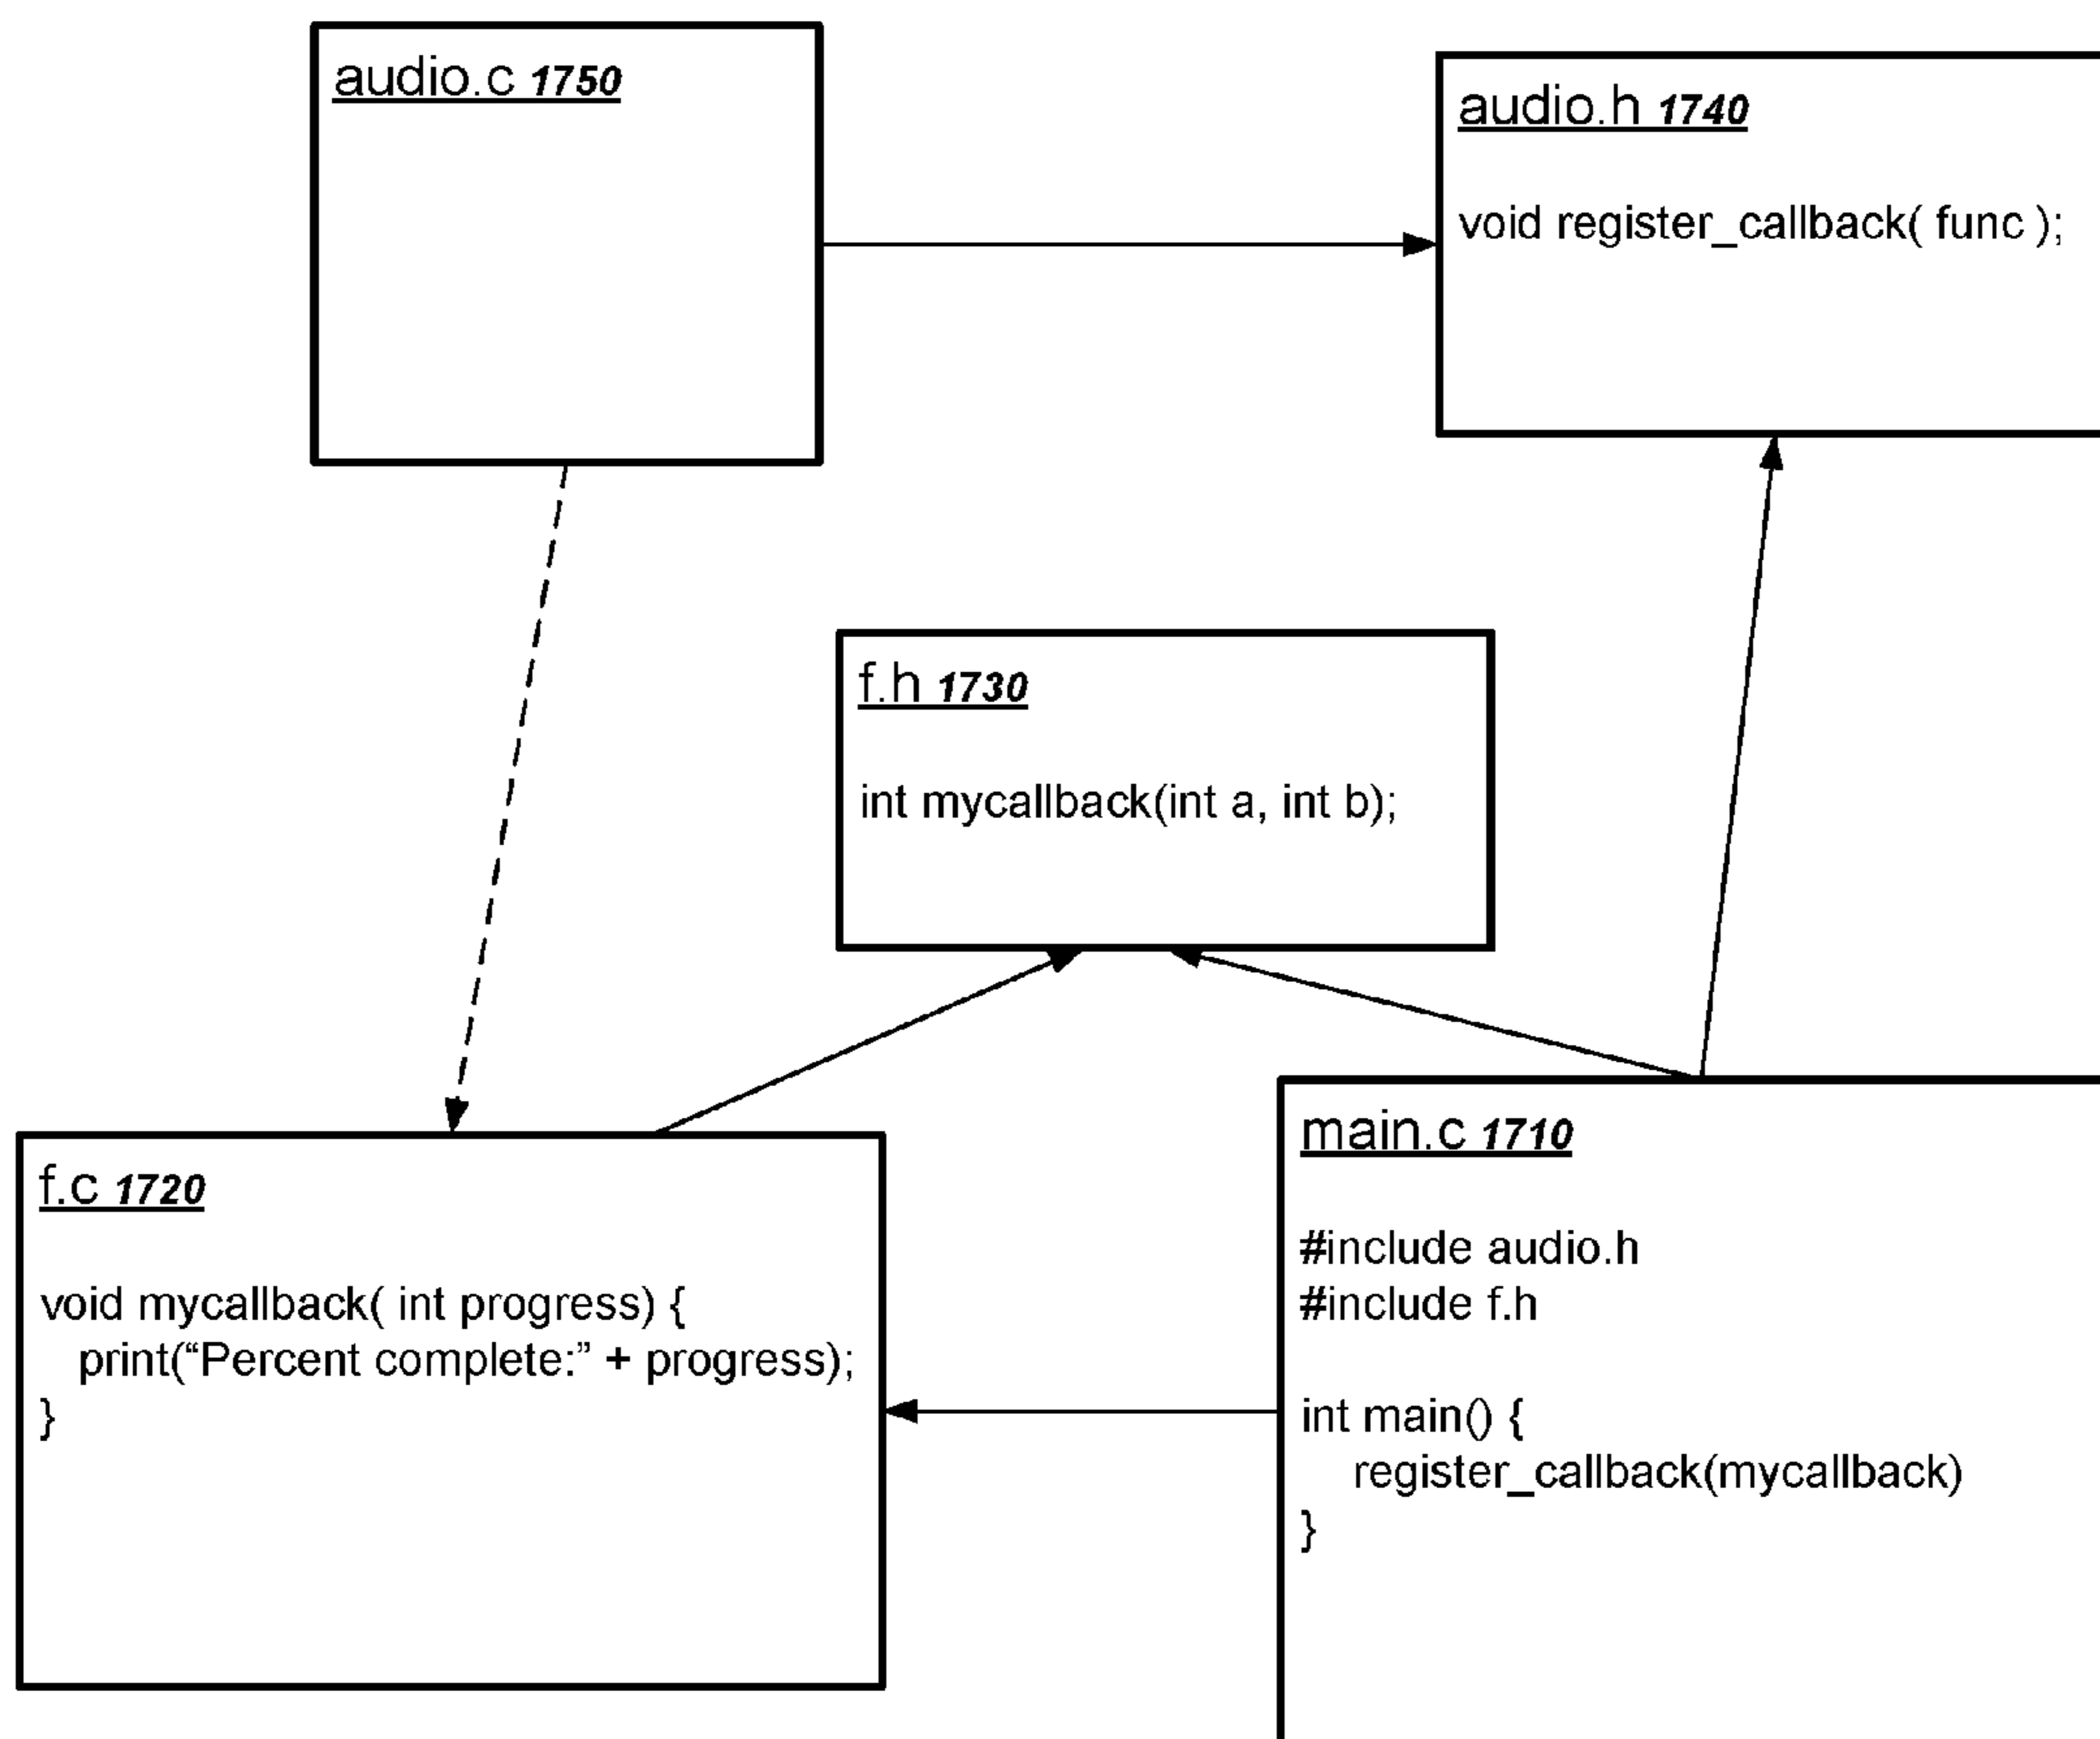 audio.c 1750
audio.h 1740
void register_callback( func );
f.h 1730
int mycallback(int a, int b);
f.c 1720
void mycallback( int progress) {
print(“Percent complete:” + progress);
}
main.c 1710
#include audio.h
#include f.h
int main() {
register_callback(mycallback)
}